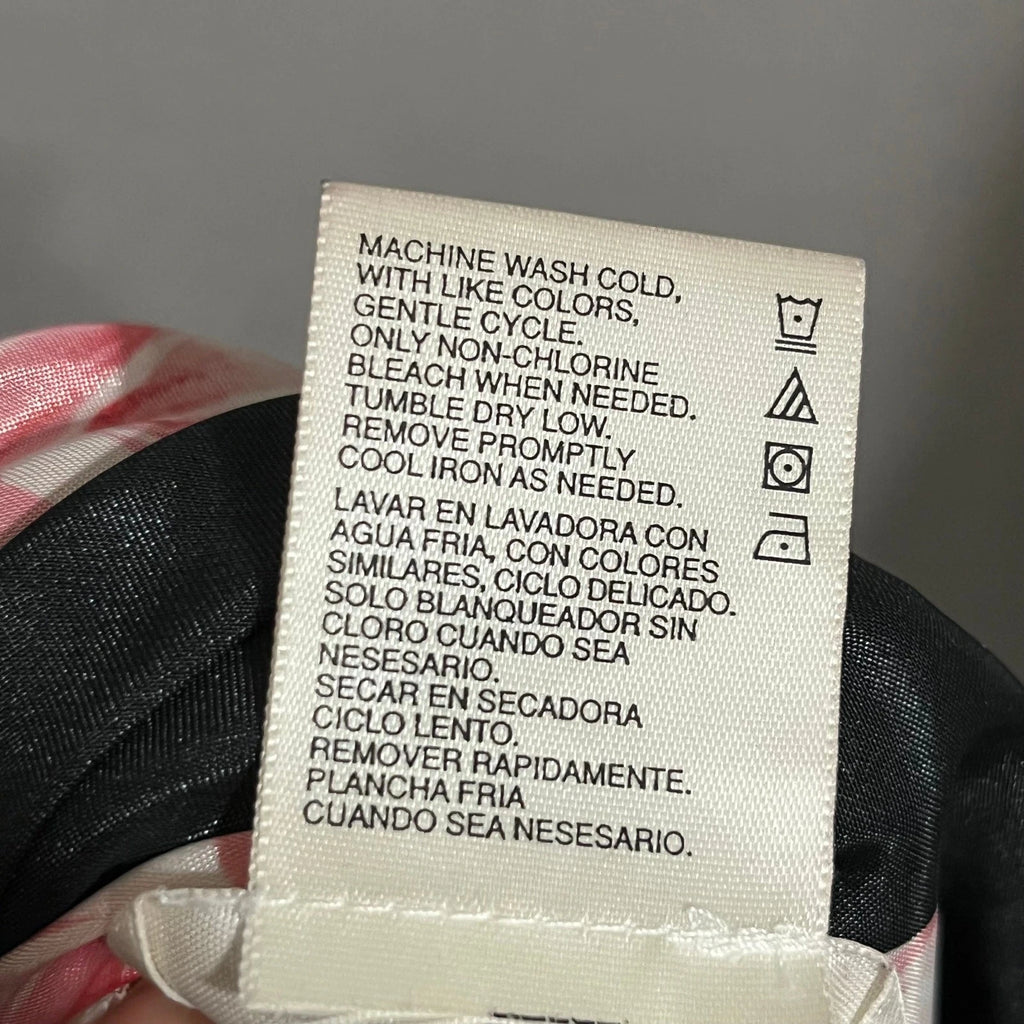 MACHINE WASH COLD,
WITH LIKE COLORS,
GENTLE CYCLE.
ONLY NON-CHLORINE
BLEACH WHEN NEEDED.
TUMBLE DRY LOW.
REMOVE PROMPTLY
COOL IRON AS NEEDED.
LAVAR EN LAVADORA CON
AGUA FRIA, CON COLORES
SIMILARES, CICLO DELICADO.
SOLO BLANQUEADOR SIN
CLORO CUANDO SEA
NESESARIO.
SECAR EN SECADORA
CICLO LENTO.
REMOVER RAPIDAMENTE.
PLANCHA FRIA
CUANDO SEA NESESARIO.